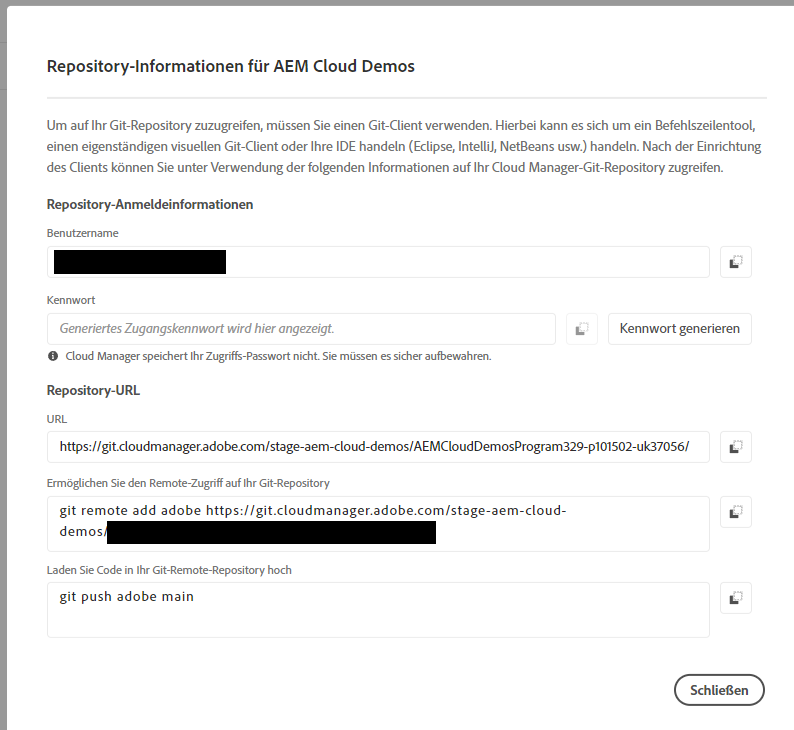 Repository-Informationen für AEM Cloud Demos
Um auf Ihr Git-Repository zuzugreifen, müssen Sie einen Git-Client verwenden. Hierbei kann es sich um ein Befehlszeilentool,
einen eigenständigen visuellen Git-Client oder Ihre IDE handeln (Eclipse, IntelliJ, NetBeans usw.) handeln. Nach der Einrichtung
des Clients können Sie unter Verwendung der folgenden Informationen auf Ihr Cloud Manager-Git-Repository zugreifen.
Repository-Anmeldeinformationen
Benutzername
Kennwort
Generiertes Zugangskennwort wird hier angezeigt.
Kennwort generieren
Cloud Manager speichert Ihr Zugriffs-Passwort nicht. Sie müssen es sicher aufbewahren.
Repository-URL
URL
https://git.cloudmanager.adobe.com/stage-aem-cloud-demos/AEMCloudDemosProgram329-p101502-uk37056/
Ermöglichen Sie den Remote-Zugriff auf Ihr Git-Repository
git remote add adobe https://git.cloudmanager.adobe.com/stage-aem-cloud-
demos/
Laden Sie Code in Ihr Git-Remote-Repository hoch
git push adobe main
Schließen